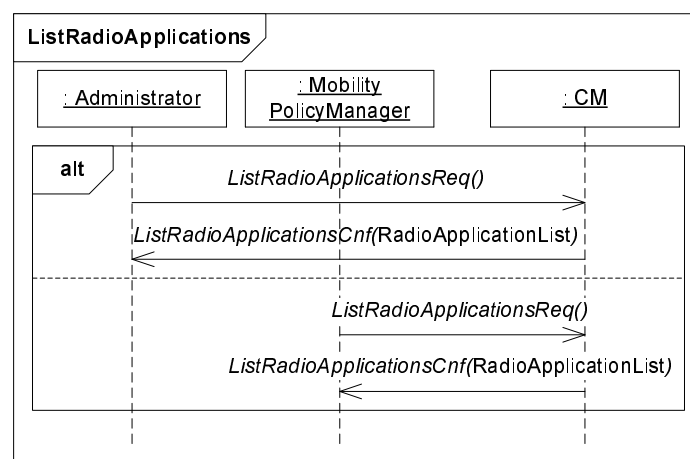 ListRadioApplications
: Administrator
: Mobility
PolicyManager
: CM
alt
ListRadioApplicationsReq()
ListRadioApplicationsCnf(RadioApplicationList)
ListRadioApplicationsReq()
ListRadioApplicationsCnf(RadioApplicationList)